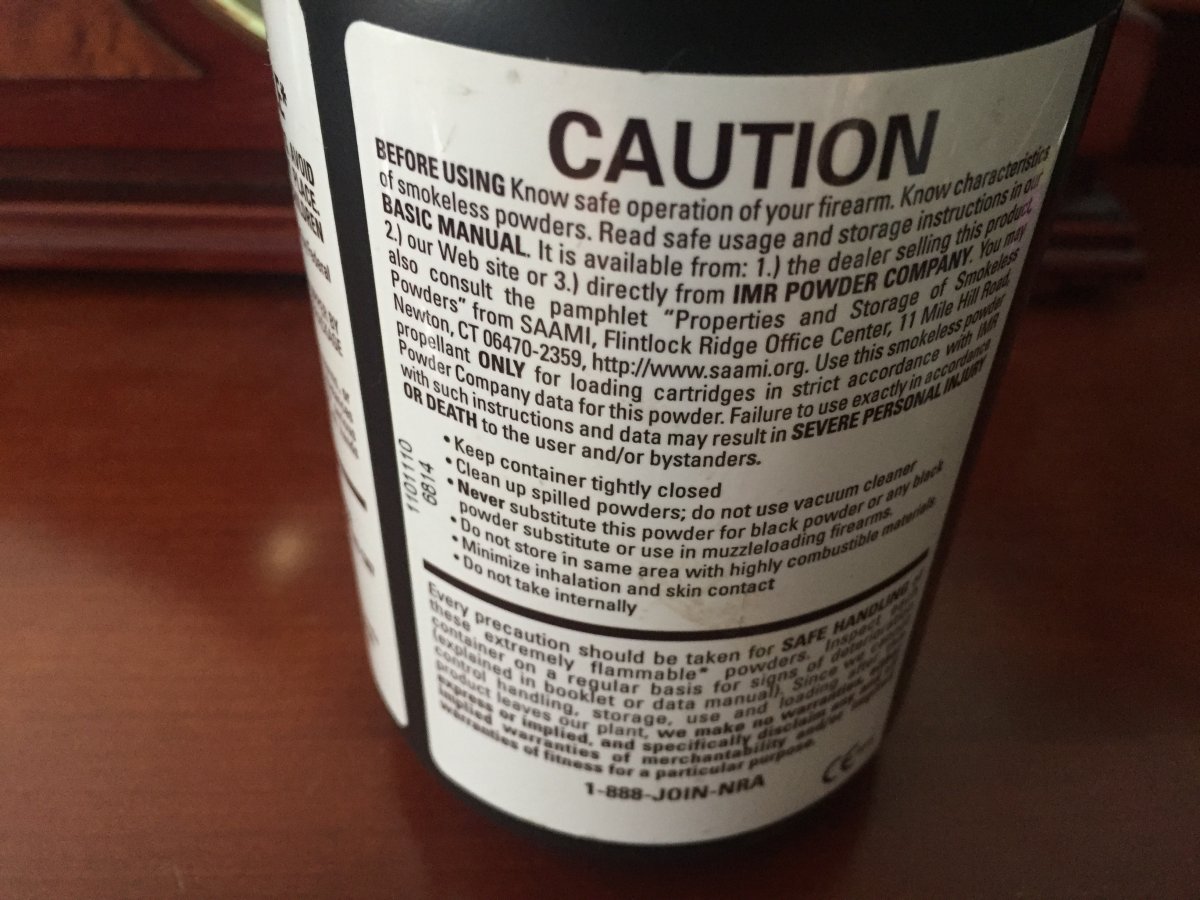 CAUTION
BEFORE USING Know safe operation of your firearm. Know characteristics
of smokeless powders. Read safe usage and storage instructions in our
BASIC MANUAL. It is available from: 1.) the dealer selling this product,
2.) our Web site or 3.) directly from IMR POWDER COMPANY. You may
also consult the pamphlet "Properties and Storage of Smokeless
Powders" from SAAMI, Flintlock Ridge Office Center, 11 Mile Hill Road,
Newton, CT 06470-2359, http://www.saami.org. Use this smokeless powder
propellant ONLY for loading cartridges in strict accordance with IMR
Powder Company data for this powder. Failure to use exactly in accordance
with such instructions and data may result in SEVERE PERSONAL INJURY
OR DEATH to the user and/or bystanders.
• Keep container tightly closed
• Clean up spilled powders; do not use vacuum cleaner
• Never substitute this powder for black powder or any black
powder substitute or use in muzzleloading firearms.
• Do not store in same area with highly combustible materials
• Minimize inhalation and skin contact
• Do not take internally
1101110
6814
Every precaution should be taken for SAFE HANDLING of
these extremely flammable* powders. Inspect each
container on a regular basis for signs of deterioration
(explained in booklet or data manual). Since we cannot
control handling, storage, use and loading after this
product leaves our plant, we make no warranties,
express or implied, and specifically disclaim any
implied warranties of merchantability and/or
warranties of fitness for a particular purpose.
1-888-JOIN-NRA
CE
AVOID